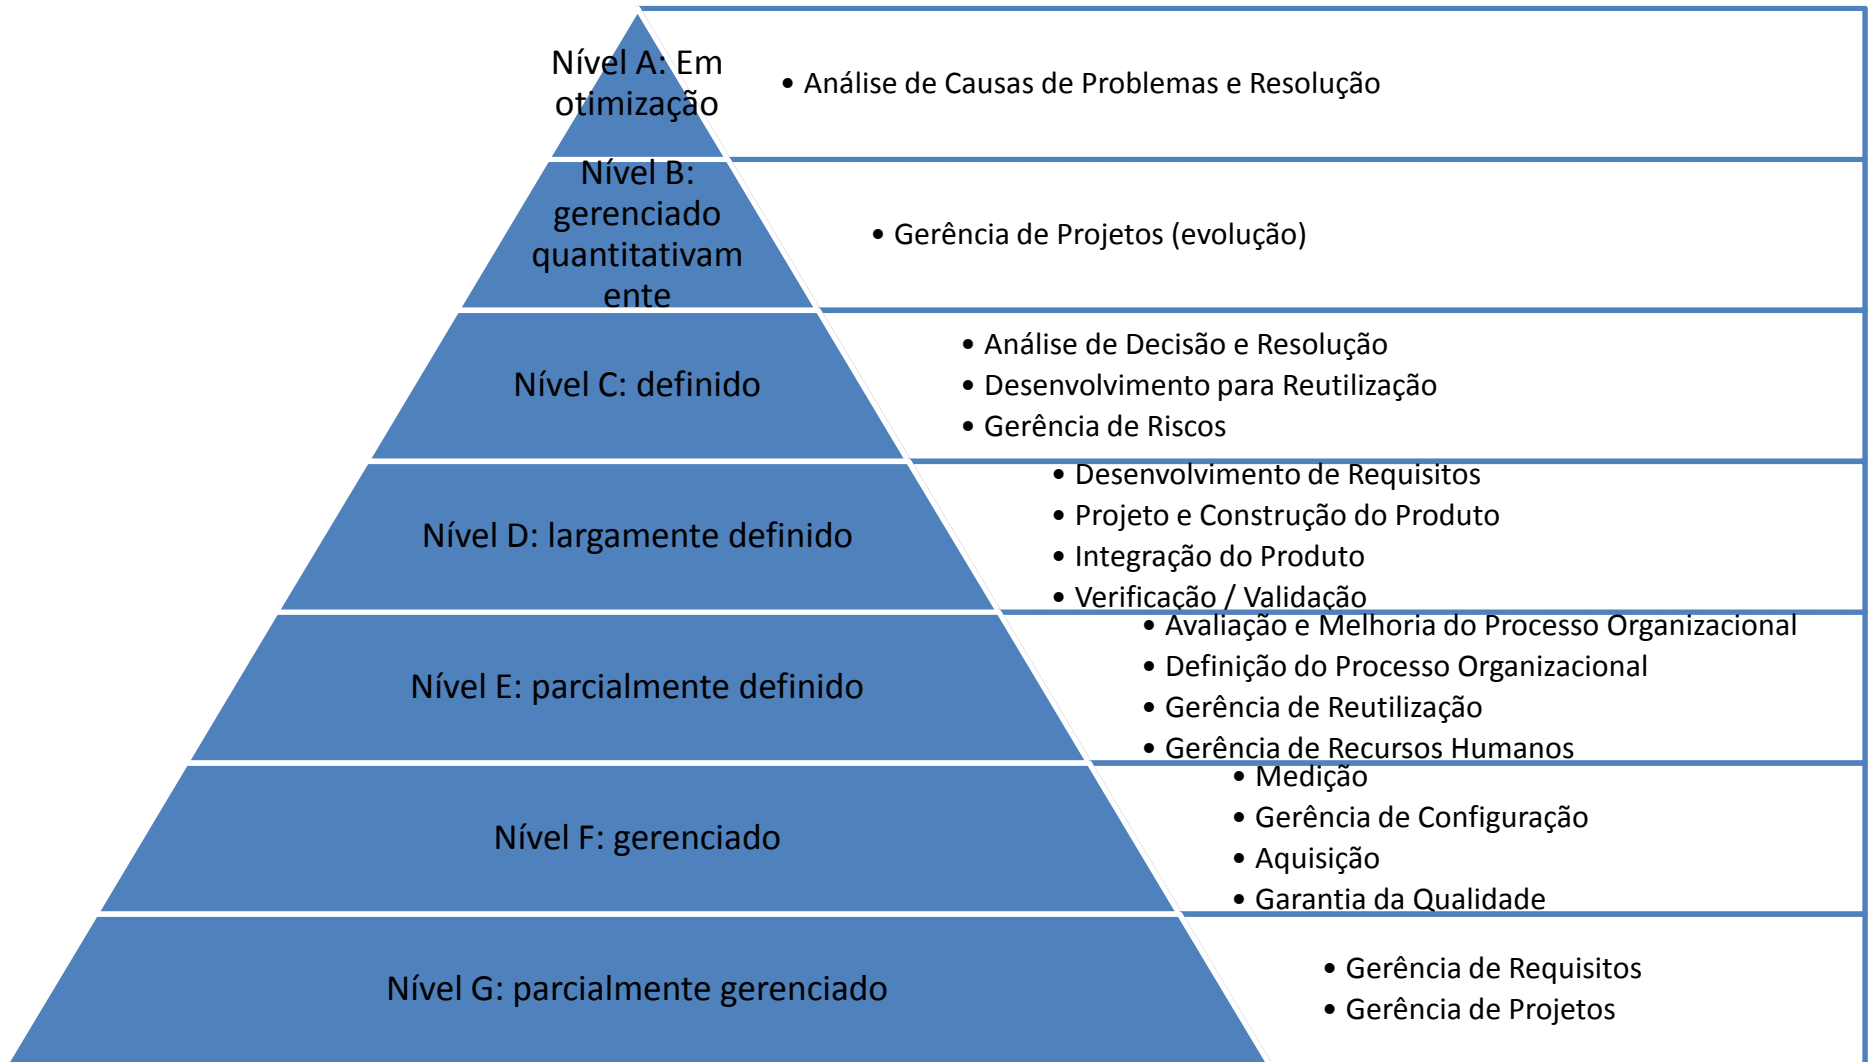 Nível A: Em
otimização
• Análise de Causas de Problemas e Resolução
Nível B:
gerenciado
quantitativam
ente
• Gerência de Projetos (evolução)
Nível C: definido
• Análise de Decisão e Resolução
• Desenvolvimento para Reutilização
• Gerência de Riscos
Nível D: largamente definido
• Desenvolvimento de Requisitos
• Projeto e Construção do Produto
• Integração do Produto
• Verificação / Validação
Nível E: parcialmente definido
• Avaliação e Melhoria do Processo Organizacional
• Definição do Processo Organizacional
• Gerência de Reutilização
• Gerência de Recursos Humanos
Nível F: gerenciado
• Medição
• Gerência de Configuração
• Aquisição
• Garantia da Qualidade
Nível G: parcialmente gerenciado
• Gerência de Requisitos
• Gerência de Projetos